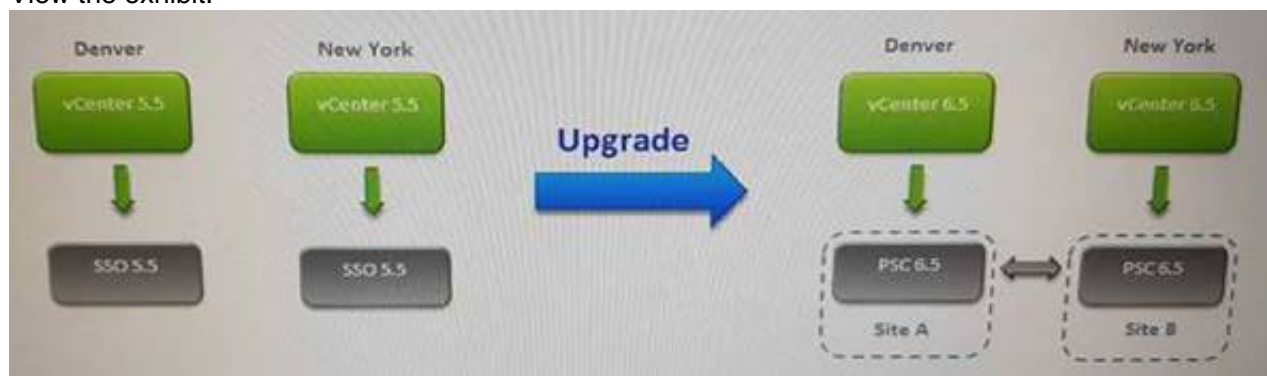 View the exhibit.
Denver
New York
Denver
New York
vCenter 5.5
vCenter 5.5
Upgrade
vCenter 6.5
vCenter 6.5
SSO 5.5
SSO 5.5
PSC 6.5
PSC 6.5
Site A
Site B